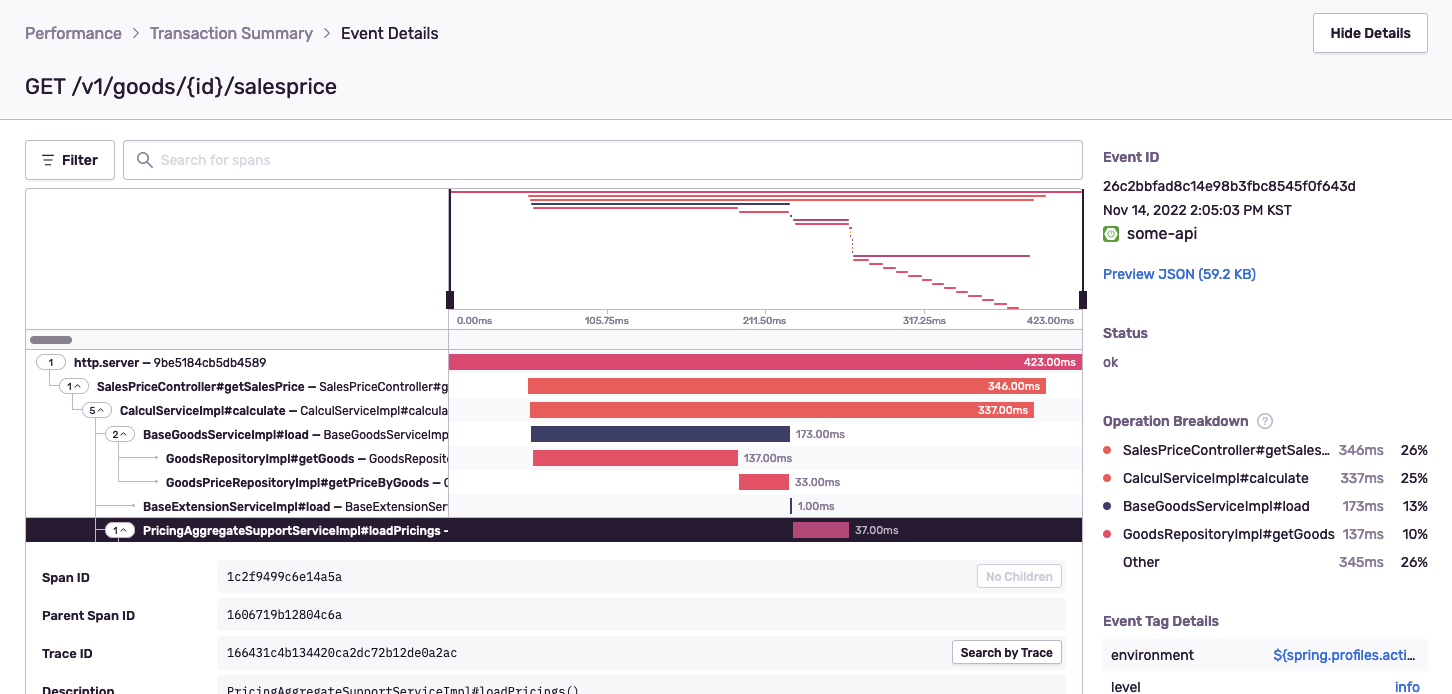 Performance > Transaction Summary > Event Details
Hide Details
GET /v1/goods/{id}/salesprice
Filter
Search for spans
0.00ms 105.75ms 211.50ms 317.25ms 423.00ms
1 http.server — 9be5184cb5db4589 423.00ms
1 SalesPriceController#getSalesPrice — SalesPriceController#g 346.00ms
5 CalculServiceImpl#calculate — CalculServiceImpl#calcula 337.00ms
2 BaseGoodsServiceImpl#load — BaseGoodsServiceImp 173.00ms
GoodsRepositoryImpl#getGoods — GoodsReposit 137.00ms
GoodsPriceRepositoryImpl#getPriceByGoods — 33.00ms
BaseExtensionServiceImpl#load — BaseExtensionSer 1.00ms
1 PricingAggregateSupportServiceImpl#loadPricings — 37.00ms
Span ID 1c2f9499c6e14a5a No Children
Parent Span ID 1606719b12804c6a
Trace ID 166431c4b134420ca2dc72b12de0a2ac Search by Trace
Description PricingAggregateSupportServiceImpl#loadPricings()
Event ID
26c2bbfad8c14e98b3fbc8545f0f643d
Nov 14, 2022 2:05:03 PM KST
some-api
Preview JSON (59.2 KB)
Status
ok
Operation Breakdown ?
SalesPriceController#getSales... 346ms 26%
CalculServiceImpl#calculate 337ms 25%
BaseGoodsServiceImpl#load 173ms 13%
GoodsRepositoryImpl#getGoods 137ms 10%
Other 345ms 26%
Event Tag Details
environment ${spring.profiles.acti...
level info